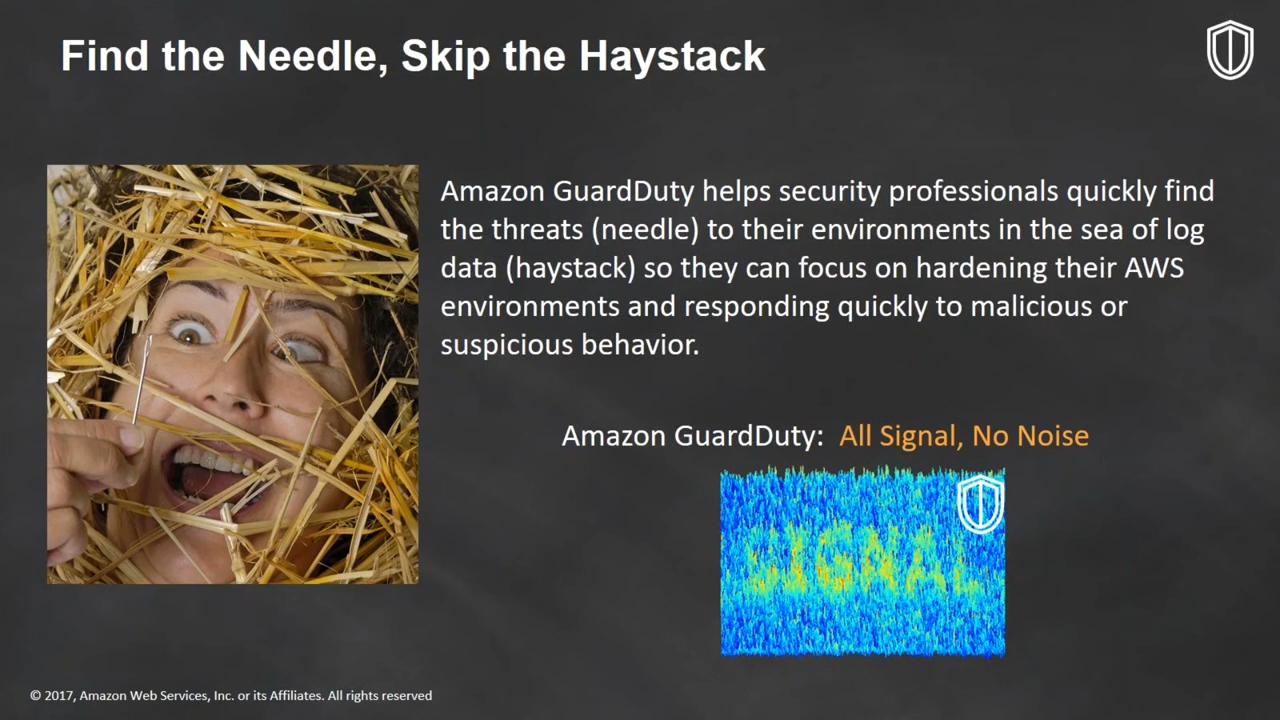 Find the Needle, Skip the Haystack
Amazon GuardDuty helps security professionals quickly find
the threats (needle) to their environments in the sea of log
data (haystack) so they can focus on hardening their AWS
environments and responding quickly to malicious or
suspicious behavior.
Amazon GuardDuty: All Signal, No Noise
SIGNAL
© 2017, Amazon Web Services, Inc. or its Affiliates. All rights reserved